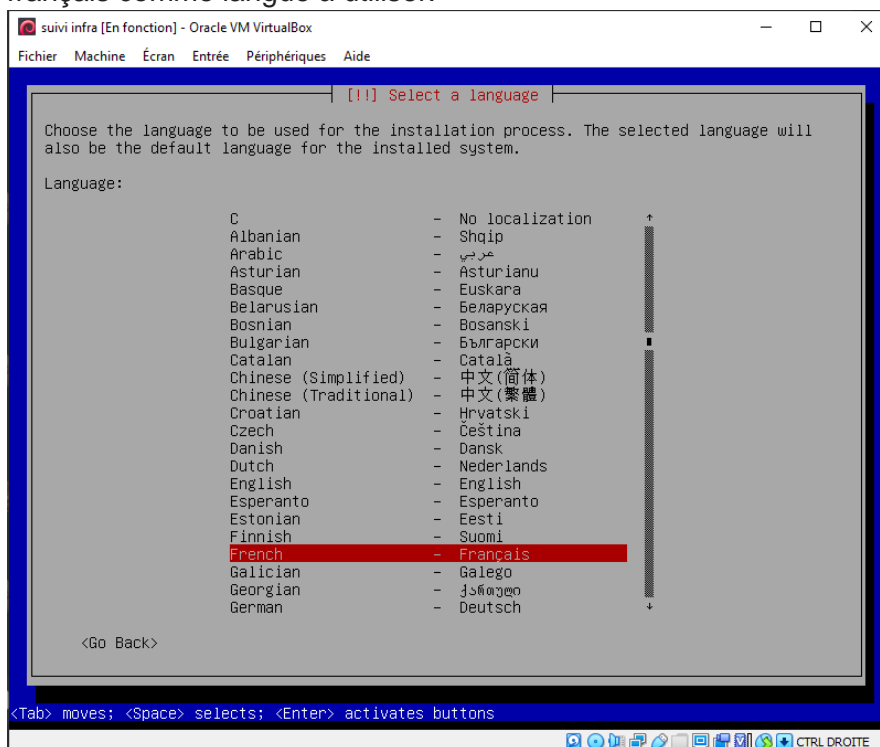 français comme langue à utiliser.
suivi infra [En fonction] - Oracle VM VirtualBox
Fichier Machine Écran Entrée Périphériques Aide
[!!] Select a language
Choose the language to be used for the installation process. The selected language will
also be the default language for the installed system.
Language:
C - No localization
Albanian - Shqip
Arabic - عربي
Asturian - Asturianu
Basque - Euskara
Belarusian - Беларуская
Bosnian - Bosanski
Bulgarian - Български
Catalan - Català
Chinese (Simplified) - 中文(简体)
Chinese (Traditional) - 中文(繁體)
Croatian - Hrvatski
Czech - Čeština
Danish - Dansk
Dutch - Nederlands
English - English
Esperanto - Esperanto
Estonian - Eesti
Finnish - Suomi
French - Français
Galician - Galego
Georgian - ქართული
German - Deutsch
<Go Back>
<Tab> moves; <Space> selects; <Enter> activates buttons
CTRL DROITE